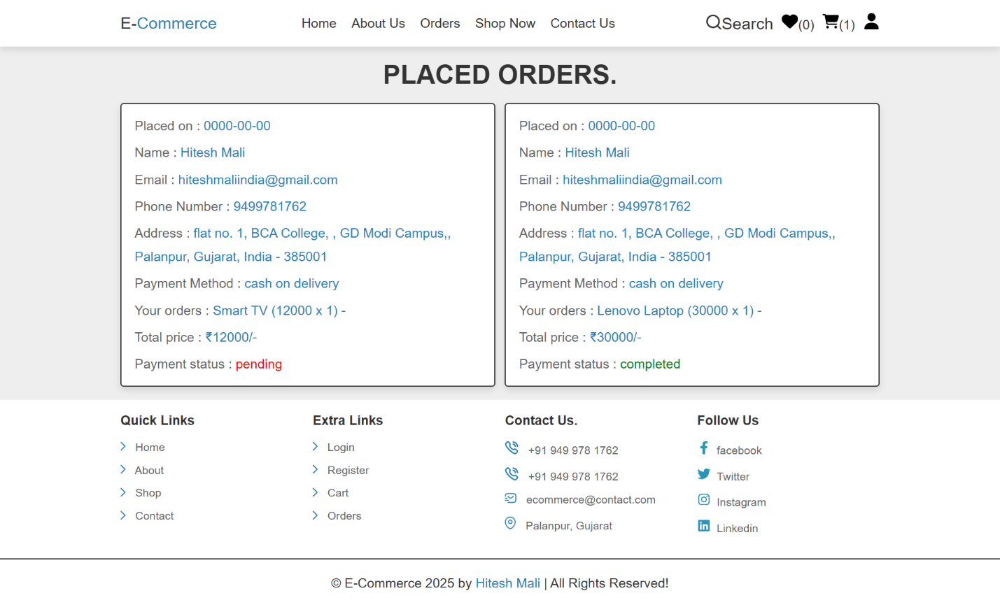 E-Commerce
Home About Us Orders Shop Now Contact Us
Search (0) (1)
PLACED ORDERS.
Placed on : 0000-00-00
Name : Hitesh Mali
Email : hiteshmaliindia@gmail.com
Phone Number : 9499781762
Address : flat no. 1, BCA College, , GD Modi Campus,,
Palanpur, Gujarat, India - 385001
Payment Method : cash on delivery
Your orders : Smart TV (12000 x 1) -
Total price : ₹12000/-
Payment status : pending
Placed on : 0000-00-00
Name : Hitesh Mali
Email : hiteshmaliindia@gmail.com
Phone Number : 9499781762
Address : flat no. 1, BCA College, , GD Modi Campus,,
Palanpur, Gujarat, India - 385001
Payment Method : cash on delivery
Your orders : Lenovo Laptop (30000 x 1) -
Total price : ₹30000/-
Payment status : completed
Quick Links
Home
About
Shop
Contact
Extra Links
Login
Register
Cart
Orders
Contact Us.
+91 949 978 1762
+91 949 978 1762
ecommerce@contact.com
Palanpur, Gujarat
Follow Us
facebook
Twitter
Instagram
Linkedin
© E-Commerce 2025 by Hitesh Mali | All Rights Reserved!